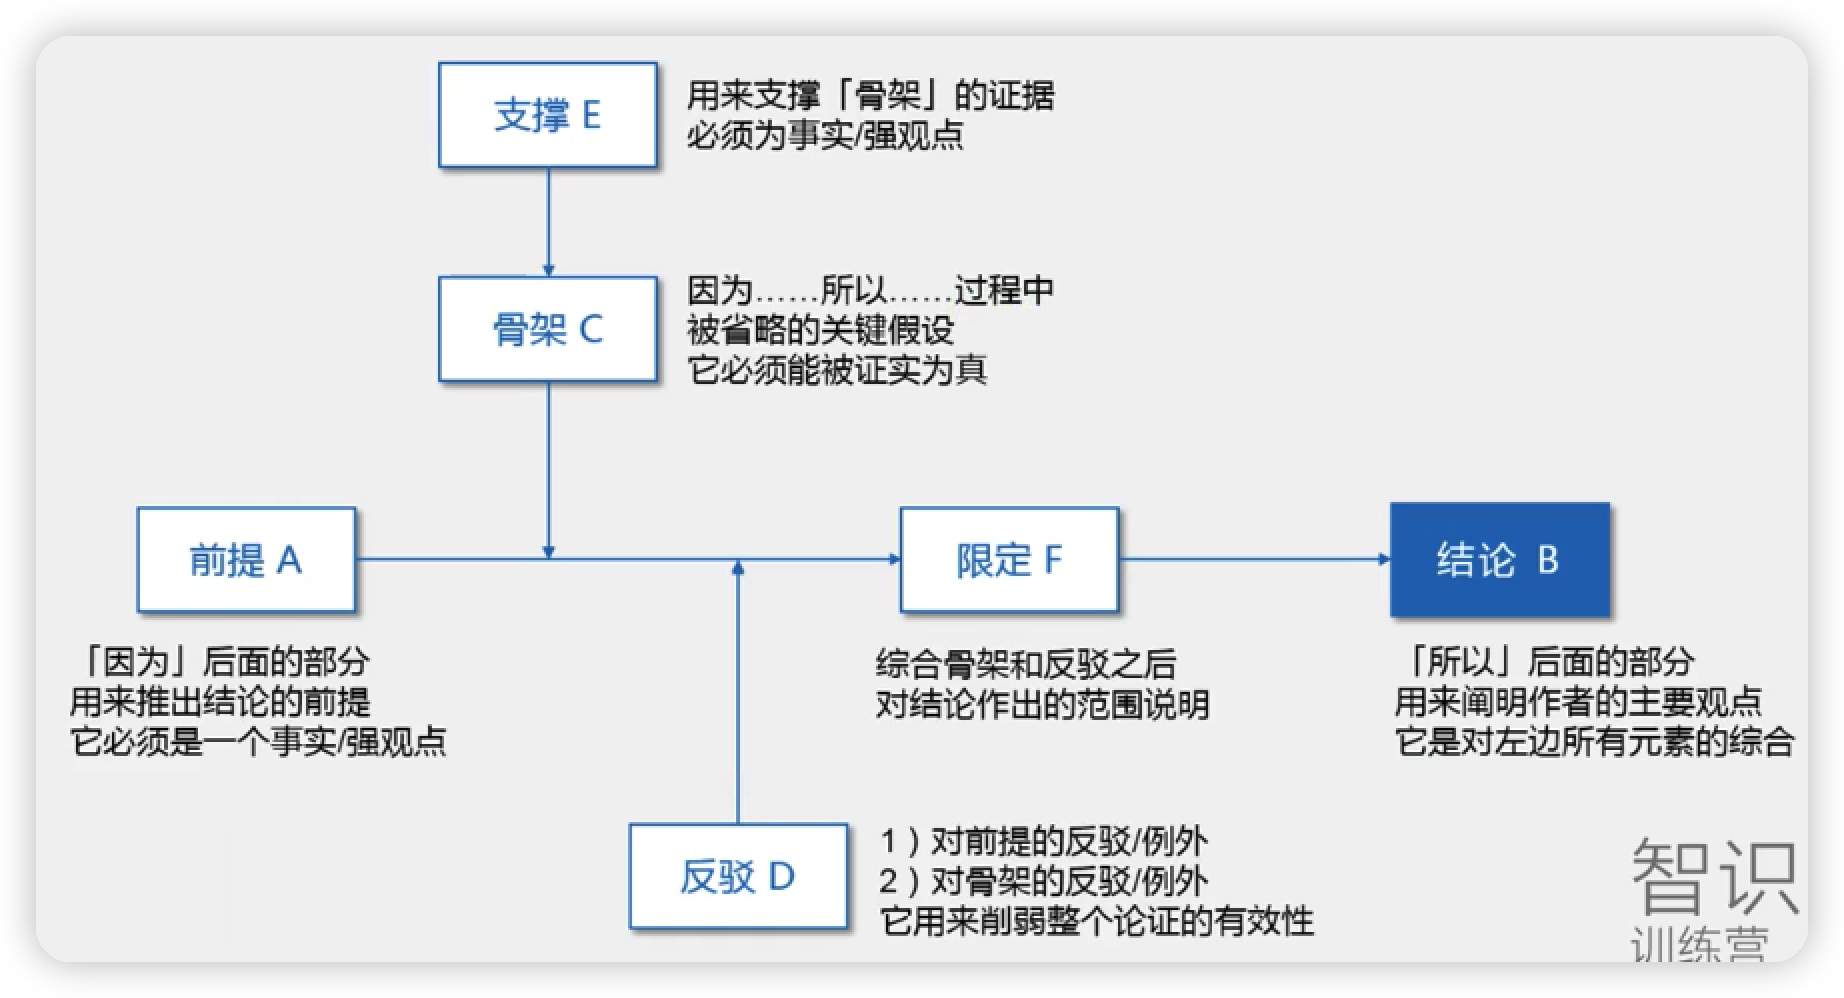 支撑 E
用来支撑「骨架」的证据
必须为事实/强观点
骨架 C
因为……所以……过程中
被省略的关键假设
它必须能被证实为真
前提 A
限定 F
结论 B
「因为」后面的部分
用来推出结论的前提
它必须是一个事实/强观点
综合骨架和反驳之后
对结论作出的范围说明
「所以」后面的部分
用来阐明作者的主要观点
它是对左边所有元素的综合
反驳 D
1）对前提的反驳/例外
2）对骨架的反驳/例外
它用来削弱整个论证的有效性
智识
训练营